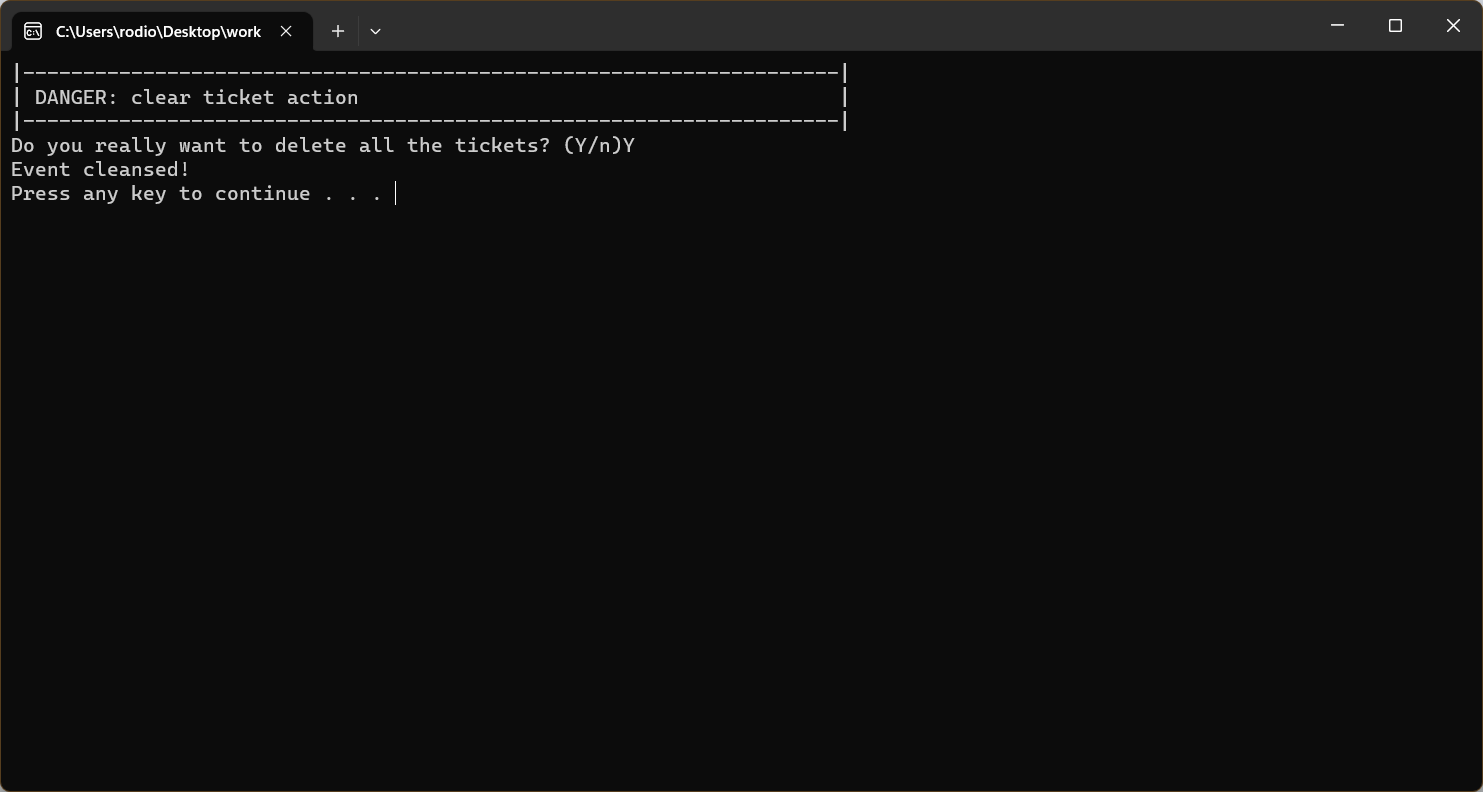 C:\Users\rodio\Desktop\work
|--------------------------------------------------------------------|
| DANGER: clear ticket action                                        |
|--------------------------------------------------------------------|
Do you really want to delete all the tickets? (Y/n)Y
Event cleansed!
Press any key to continue . . .